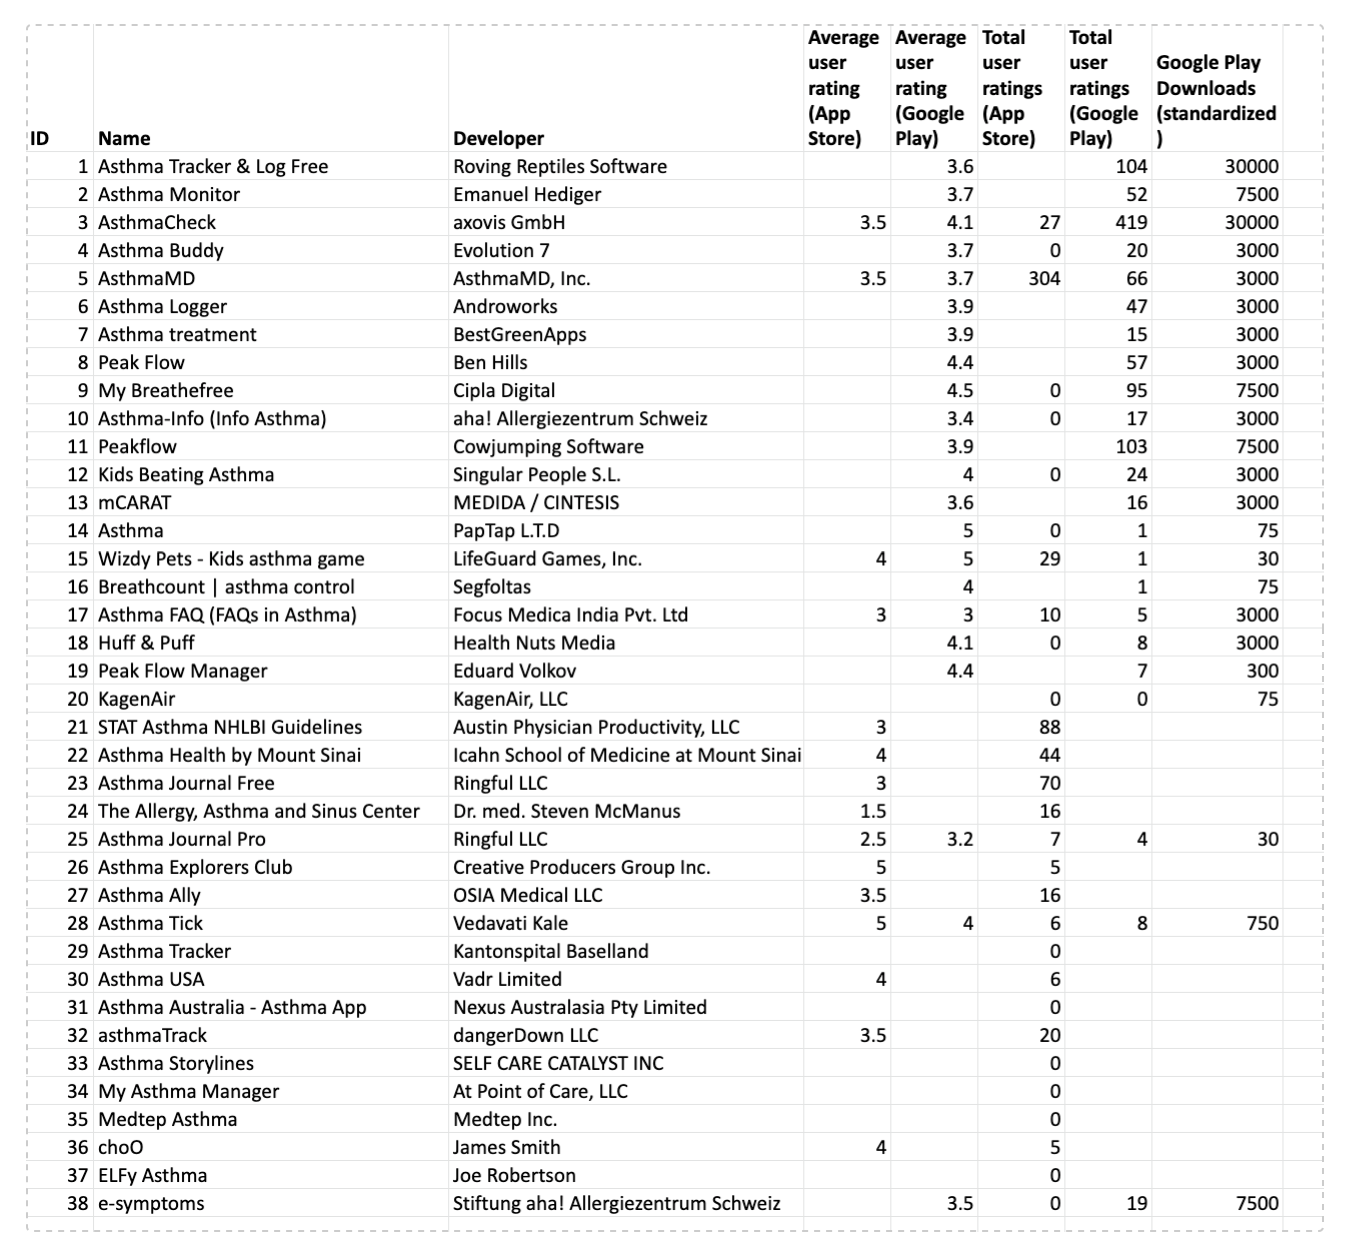 ID Name Developer Average user rating (App Store) Average user rating (Google Play) Total user ratings (App Store) Total user ratings (Google Play) Google Play Downloads (standardized)
1 Asthma Tracker & Log Free Roving Reptiles Software 3.6 104 30000
2 Asthma Monitor Emanuel Hediger 3.7 52 7500
3 AsthmaCheck axovis GmbH 3.5 4.1 27 419 30000
4 Asthma Buddy Evolution 7 3.7 0 20 3000
5 AsthmaMD AsthmaMD, Inc. 3.5 3.7 304 66 3000
6 Asthma Logger Androworks 3.9 47 3000
7 Asthma treatment BestGreenApps 3.9 15 3000
8 Peak Flow Ben Hills 4.4 57 3000
9 My Breathefree Cipla Digital 4.5 0 95 7500
10 Asthma-Info (Info Asthma) aha! Allergiezentrum Schweiz 3.4 0 17 3000
11 Peakflow Cowjumping Software 3.9 103 7500
12 Kids Beating Asthma Singular People S.L. 4 0 24 3000
13 mCARAT MEDIDA / CINTESIS 3.6 16 3000
14 Asthma PapTap L.T.D 5 0 1 75
15 Wizdy Pets - Kids asthma game LifeGuard Games, Inc. 4 5 29 1 30
16 Breathcount | asthma control Segfoltas 4 1 75
17 Asthma FAQ (FAQs in Asthma) Focus Medica India Pvt. Ltd 3 3 10 5 3000
18 Huff & Puff Health Nuts Media 4.1 0 8 3000
19 Peak Flow Manager Eduard Volkov 4.4 7 300
20 KagenAir KagenAir, LLC 0 0 75
21 STAT Asthma NHLBI Guidelines Austin Physician Productivity, LLC 3 88
22 Asthma Health by Mount Sinai Icahn School of Medicine at Mount Sinai 4 44
23 Asthma Journal Free Ringful LLC 3 70
24 The Allergy, Asthma and Sinus Center Dr. med. Steven McManus 1.5 16
25 Asthma Journal Pro Ringful LLC 2.5 3.2 7 4 30
26 Asthma Explorers Club Creative Producers Group Inc. 5 5
27 Asthma Ally OSIA Medical LLC 3.5 16
28 Asthma Tick Vedavati Kale 5 4 6 8 750
29 Asthma Tracker Kantonspital Baselland 0
30 Asthma USA Vadr Limited 4 6
31 Asthma Australia - Asthma App Nexus Australasia Pty Limited 0
32 asthmaTrack dangerDown LLC 3.5 20
33 Asthma Storylines SELF CARE CATALYST INC 0
34 My Asthma Manager At Point of Care, LLC 0
35 Medtep Asthma Medtep Inc. 0
36 choO James Smith 4 5
37 ELFy Asthma Joe Robertson 0
38 e-symptoms Stiftung aha! Allergiezentrum Schweiz 3.5 0 19 7500